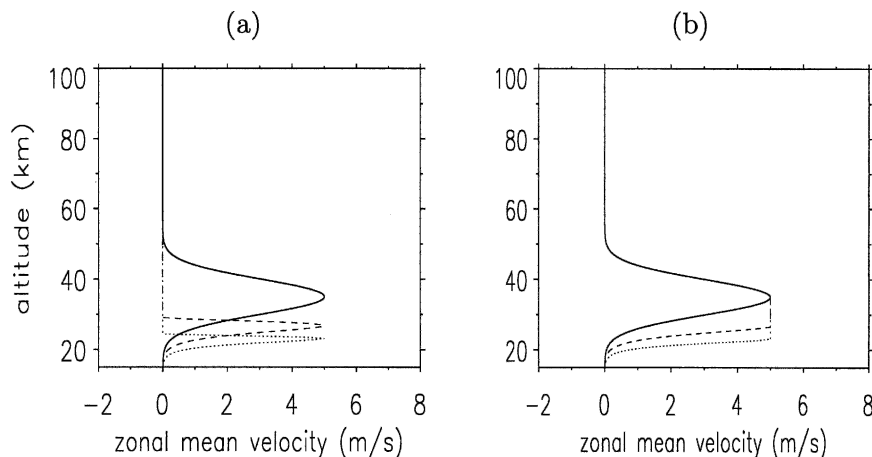 (a) (b)
100 100
80 80
60 60
40 40
20 20
altitude (km)
−2 0 2 4 6 8 −2 0 2 4 6 8
zonal mean velocity (m/s) zonal mean velocity (m/s)